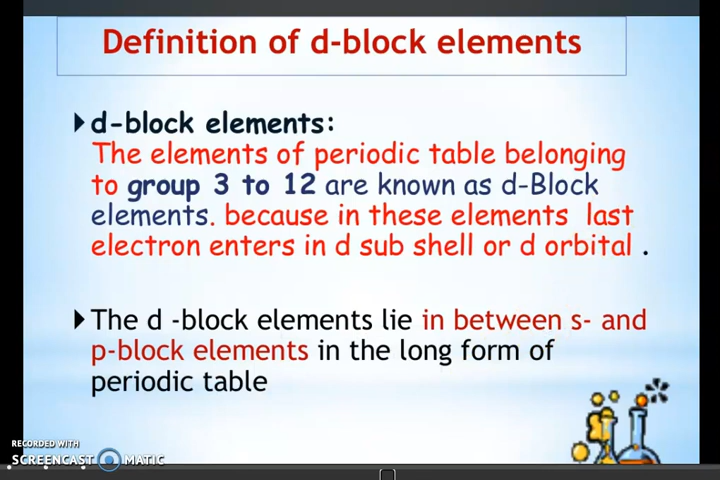 Definition of d-block elements
d-block elements:
The elements of periodic table belonging
to group 3 to 12 are known as d-Block
elements. because in these elements last
electron enters in d sub shell or d orbital .
The d -block elements lie in between s- and
p-block elements in the long form of
periodic table
RECORDED WITH
SCREENCAST MATIC